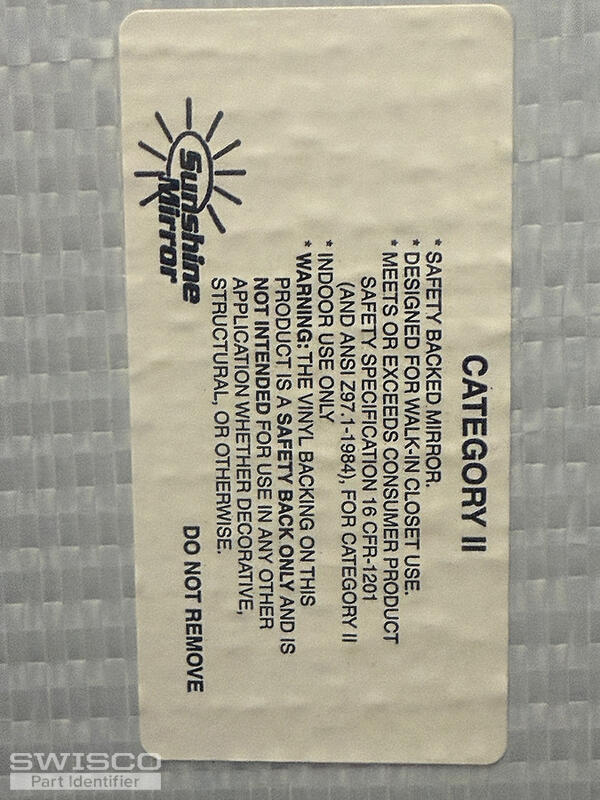 CATEGORY II
* SAFETY BACKED MIRROR.
* DESIGNED FOR WALK-IN CLOSET USE.
* MEETS OR EXCEEDS CONSUMER PRODUCT
SAFETY SPECIFICATION 16 CFR-1201
(AND ANSI Z97.1-1984), FOR CATEGORY II
* INDOOR USE ONLY
* WARNING: THE VINYL BACKING ON THIS
PRODUCT IS A SAFETY BACK ONLY AND IS
NOT INTENDED FOR USE IN ANY OTHER
APPLICATION WHETHER DECORATIVE,
STRUCTURAL, OR OTHERWISE.
Sunshine
Mirror
DO NOT REMOVE
SWISCO
Part Identifier